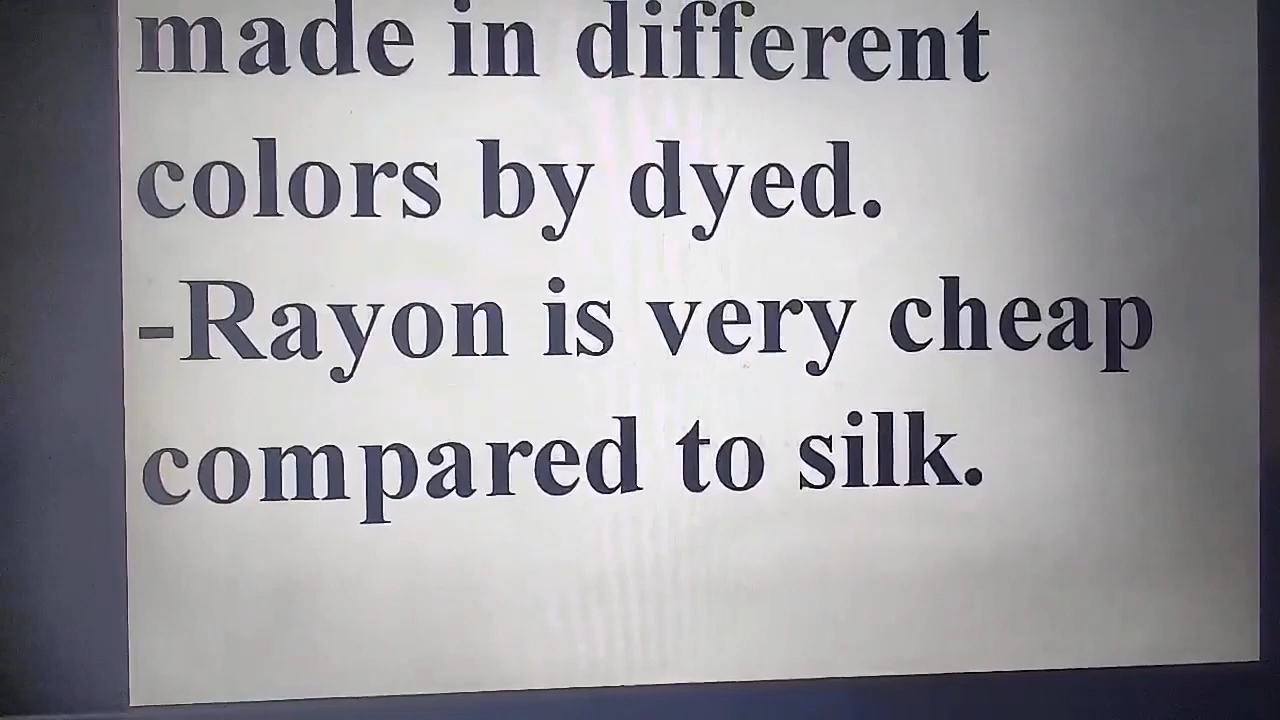 made in different
colors by dyed.
-Rayon is very cheap
compared to silk.